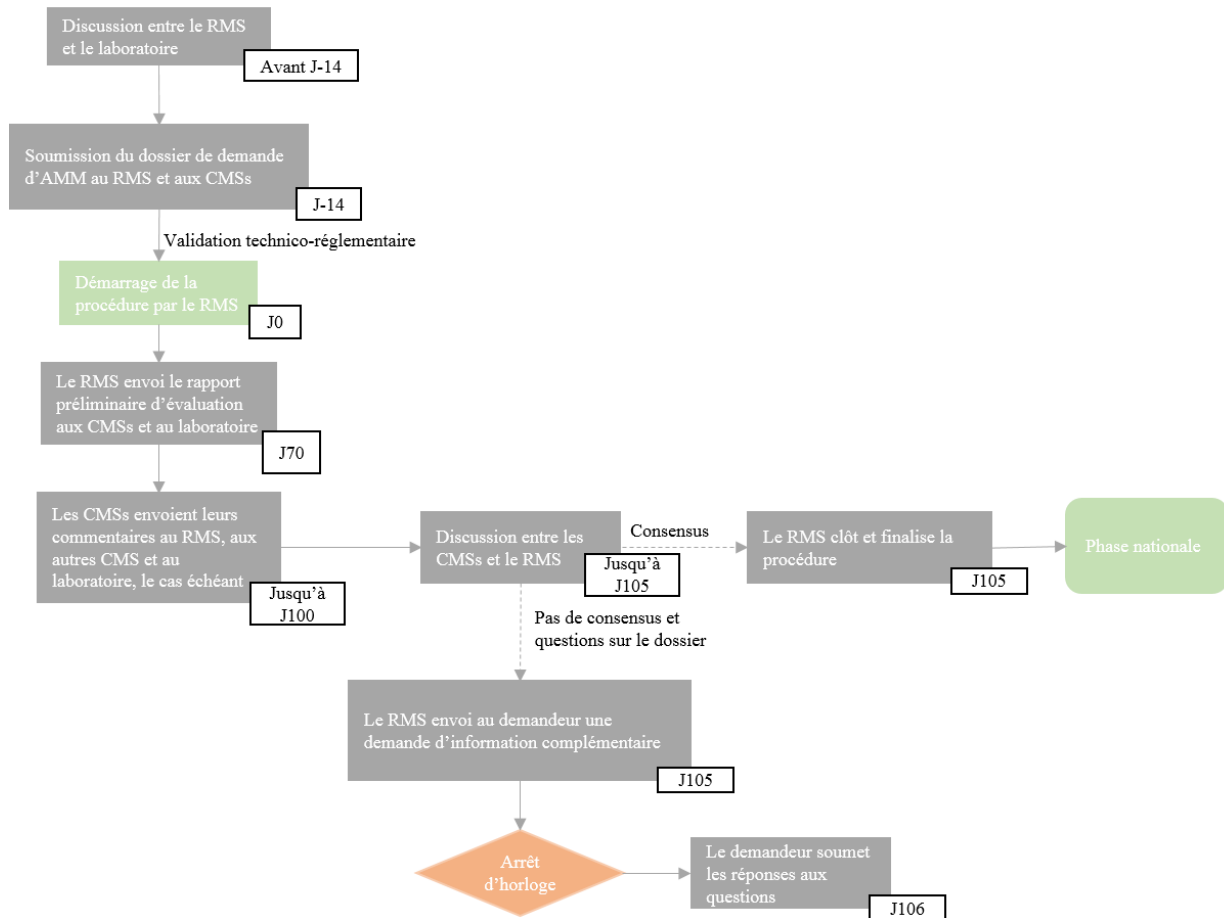 Discussion entre le RMS
et le laboratoire
Avant J-14
Soumission du dossier de demande
d’AMM au RMS et aux CMSs
J-14
Validation technico-réglementaire
Démarrage de la
procédure par le RMS
J0
Le RMS envoi le rapport
préliminaire d’évaluation
aux CMSs et au laboratoire
J70
Les CMSs envoient leurs
commentaires au RMS, aux
autres CMS et au
laboratoire, le cas échéant
Jusqu’à
J100
Discussion entre les
CMSs et le RMS
Jusqu’à
J105
Consensus
Le RMS clôt et finalise la
procédure
J105
Phase nationale
Pas de consensus et
questions sur le dossier
Le RMS envoi au demandeur une
demande d’information complémentaire
J105
Arrêt
d’horloge
Le demandeur soumet
les réponses aux
questions
J106